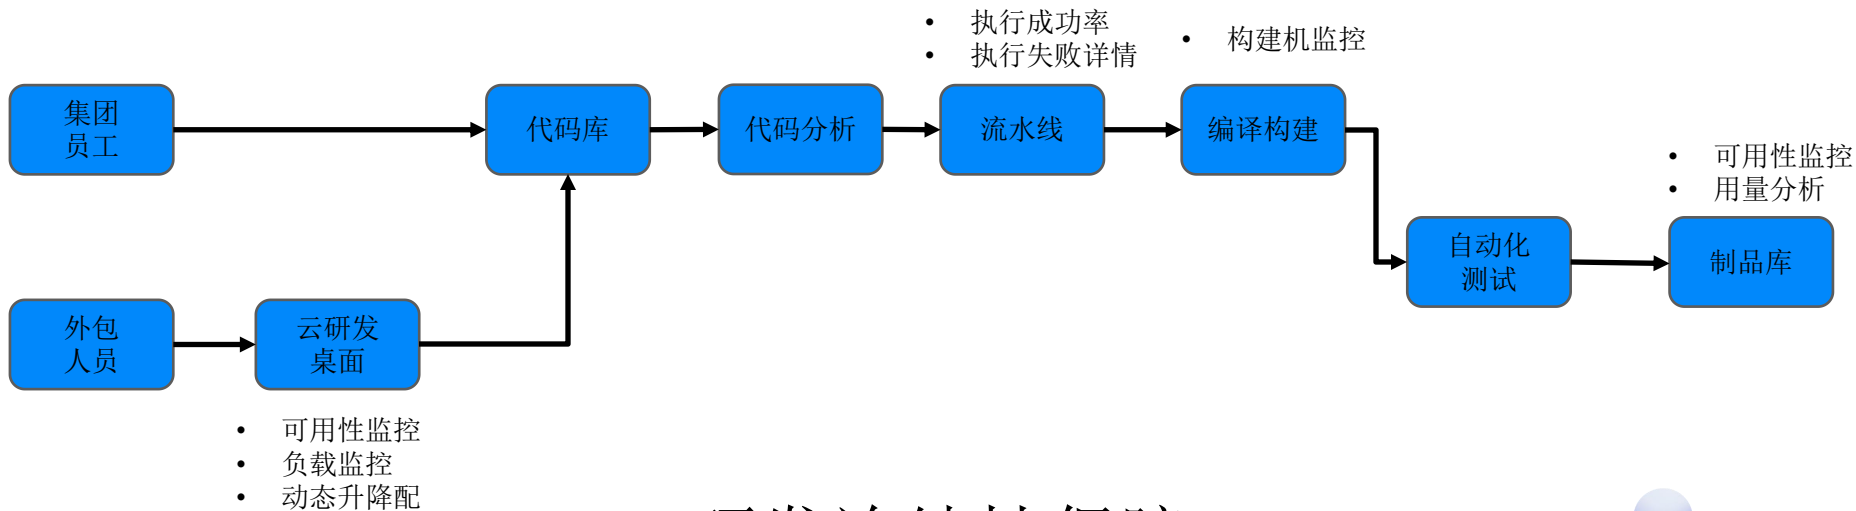 • 执行成功率
• 执行失败详情
• 构建机监控
集团
员工
代码库
代码分析
流水线
编译构建
• 可用性监控
• 用量分析
自动化
测试
制品库
外包
人员
云研发
桌面
• 可用性监控
• 负载监控
• 动态升降配